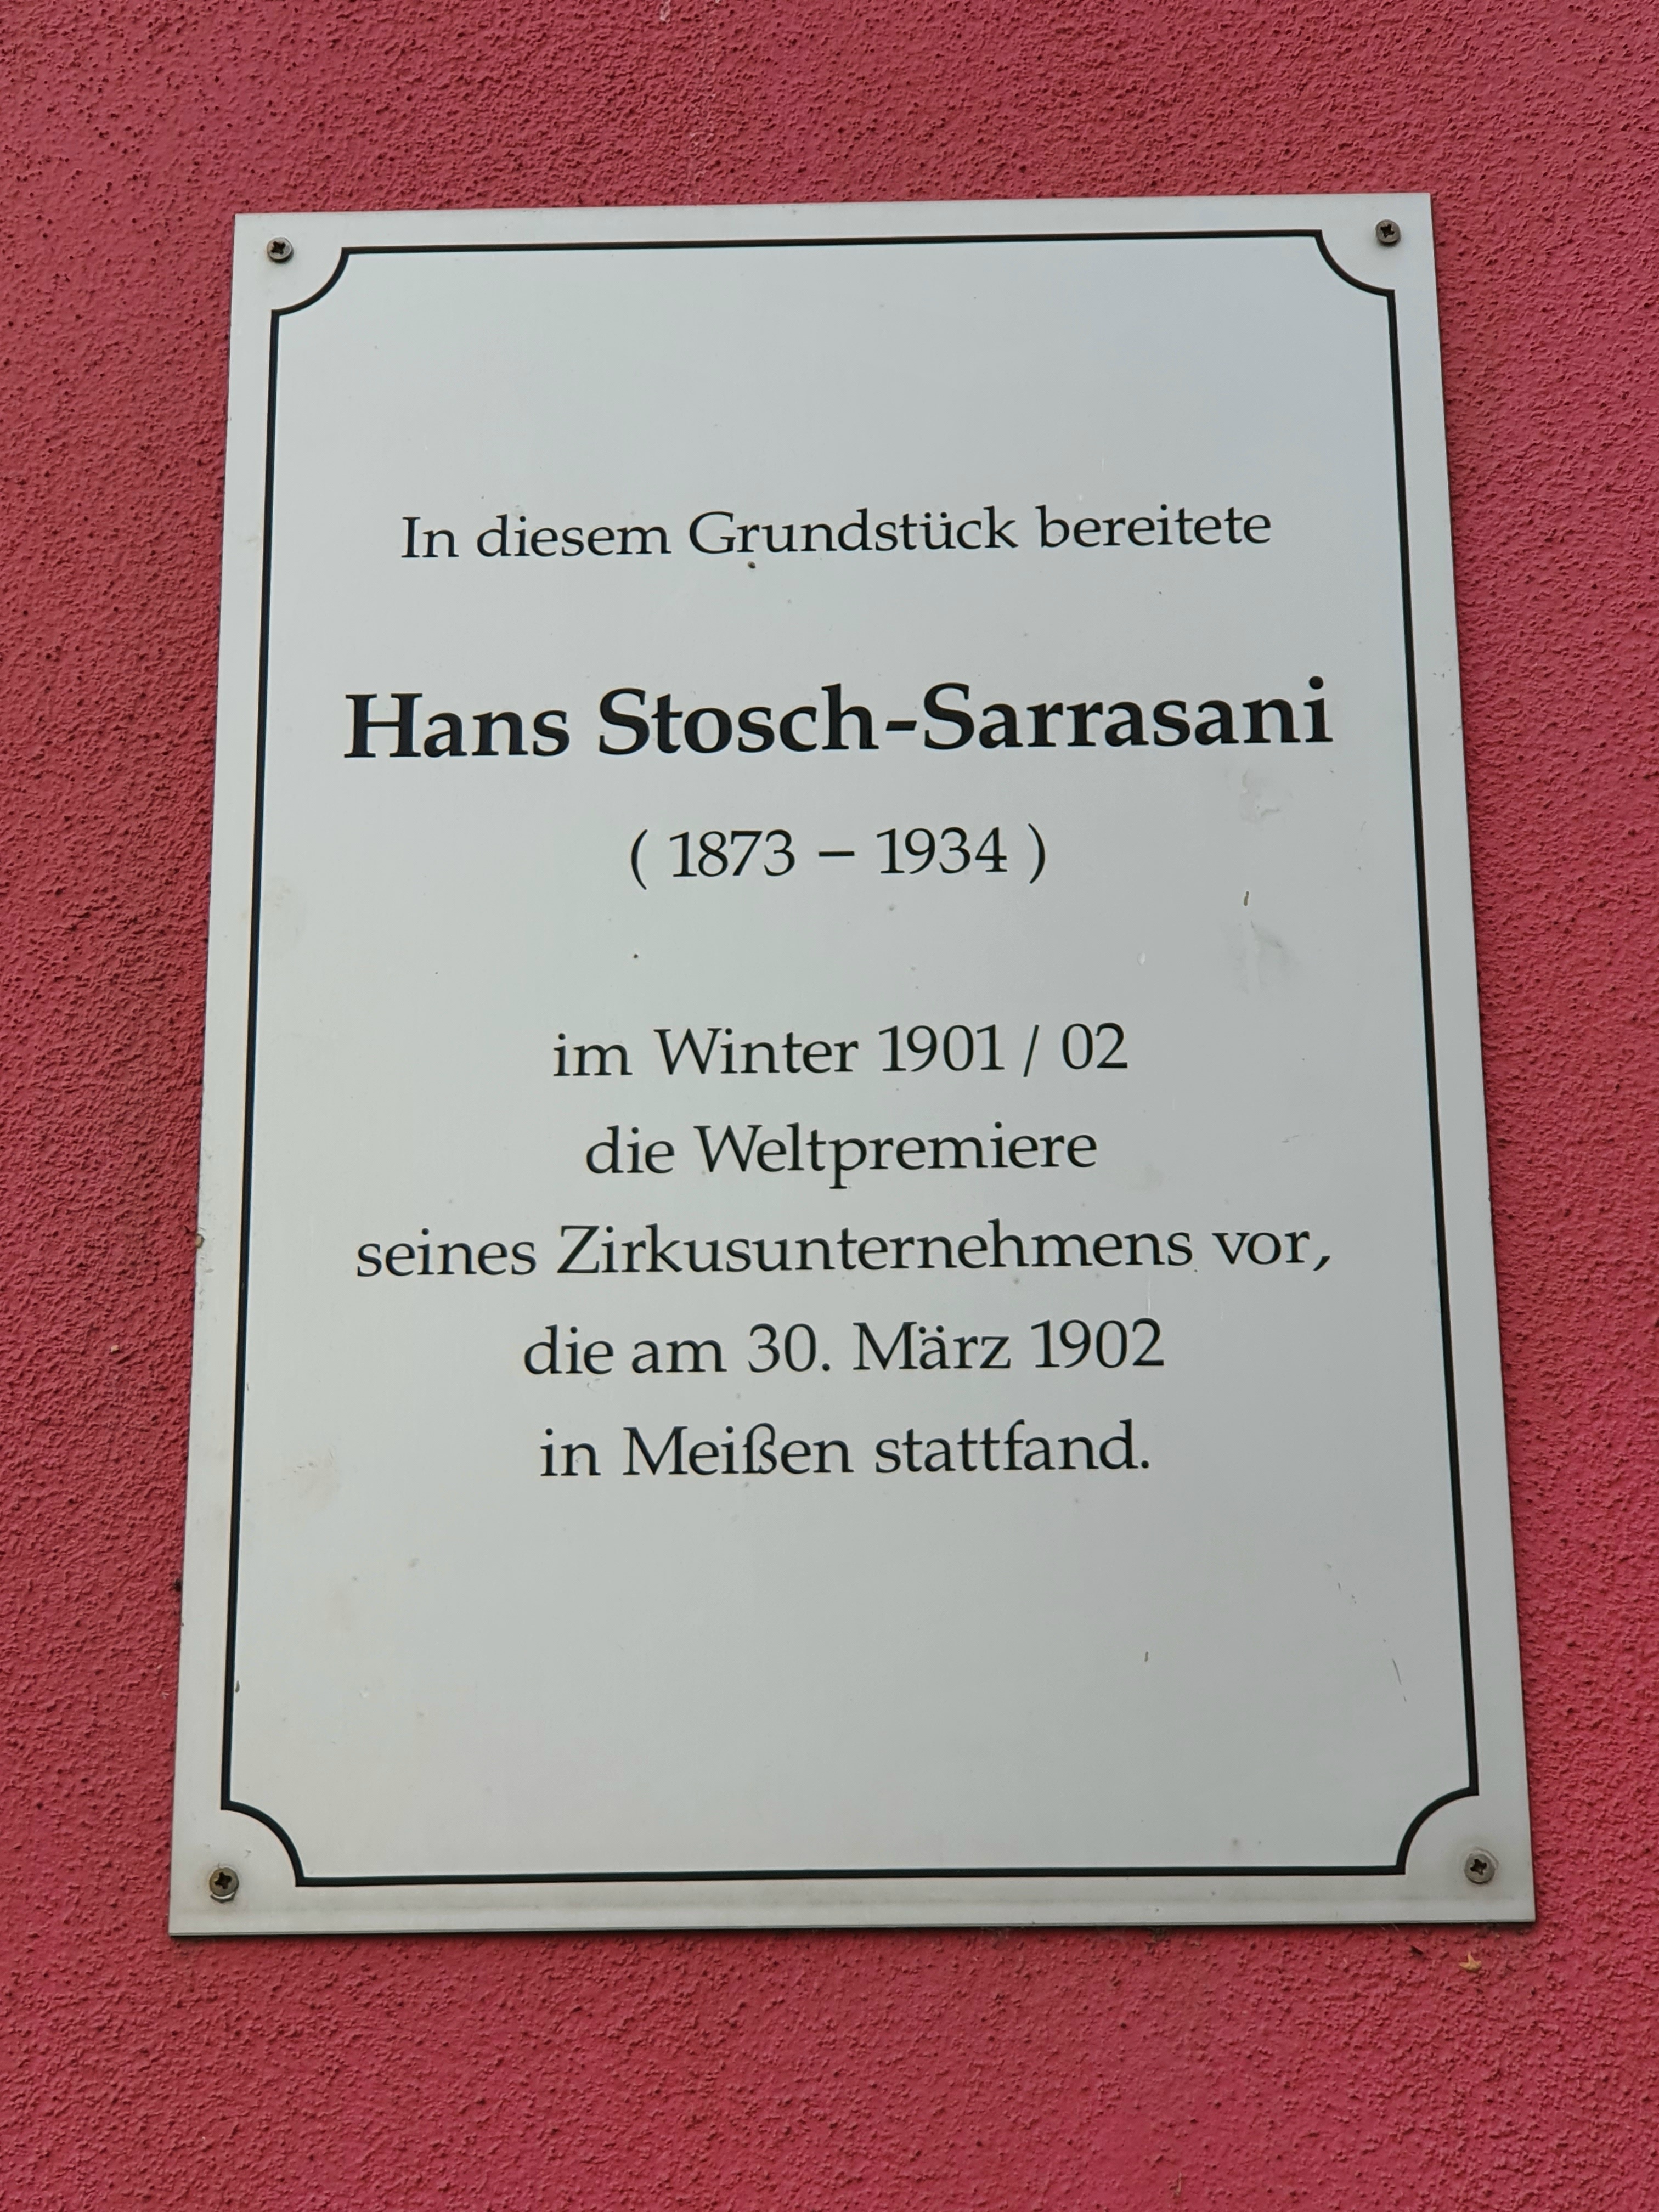 In diesem Grundstück bereitete
Hans Stosch-Sarrasani
( 1873 – 1934 )
im Winter 1901 / 02
die Weltpremiere
seines Zirkusunternehmens vor,
die am 30. März 1902
in Meißen stattfand.